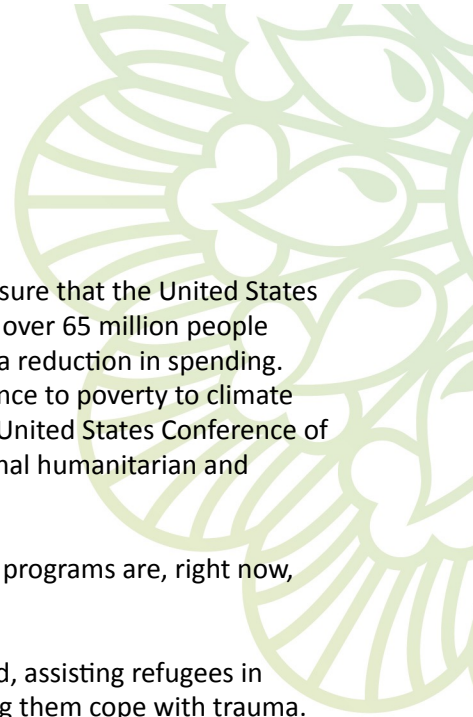 sure that the United States
over 65 million people
a reduction in spending.
nce to poverty to climate
United States Conference of
nal humanitarian and
programs are, right now,
d, assisting refugees in
g them cope with trauma.